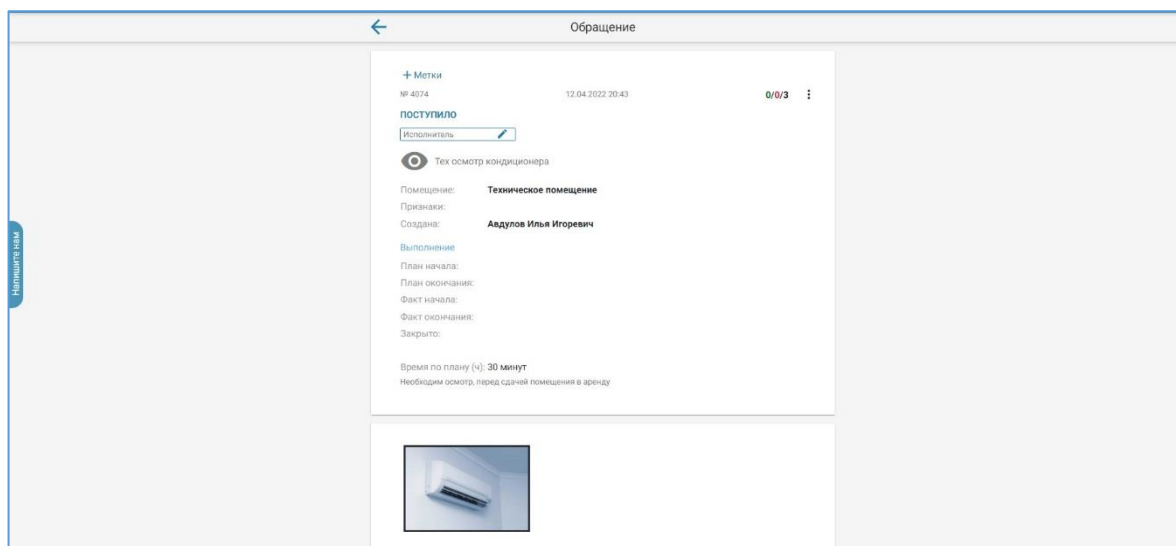 Обращение
+ Метки
№ 4074 12.04.2022 20:43 0/0/3
ПОСТУПИЛО
Исполнитель
Тех осмотр кондиционера
Помещение: Техническое помещение
Признаки:
Создана: Авдулов Илья Игоревич
Выполнение
План начала:
План окончания:
Факт начала:
Факт окончания:
Закрыто:
Время по плану (ч): 30 минут
Необходим осмотр, перед сдачей помещения в аренду
Напишите нам